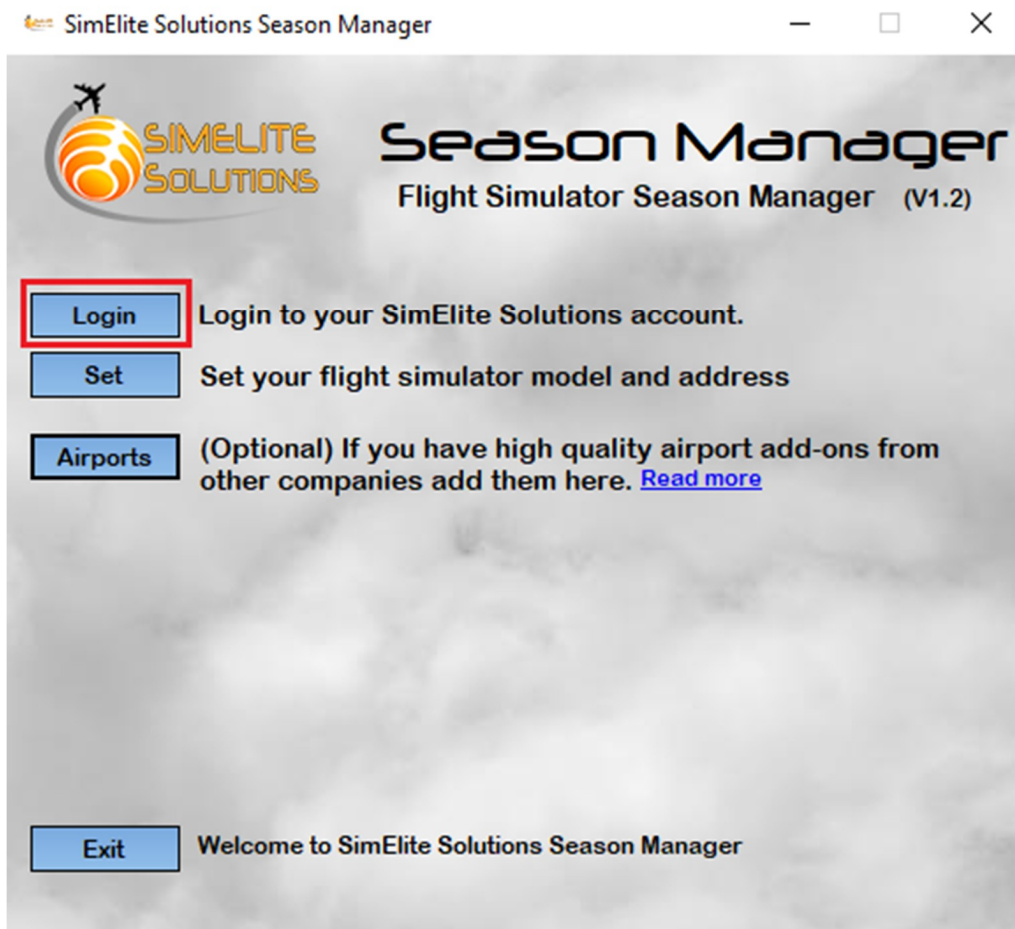 SimElite Solutions Season Manager
SIMELITE
SOLUTIONS
Season Manager
Flight Simulator Season Manager (V1.2)
Login
Login to your SimElite Solutions account.
Set
Set your flight simulator model and address
Airports
(Optional) If you have high quality airport add-ons from
other companies add them here. Read more
Exit
Welcome to SimElite Solutions Season Manager